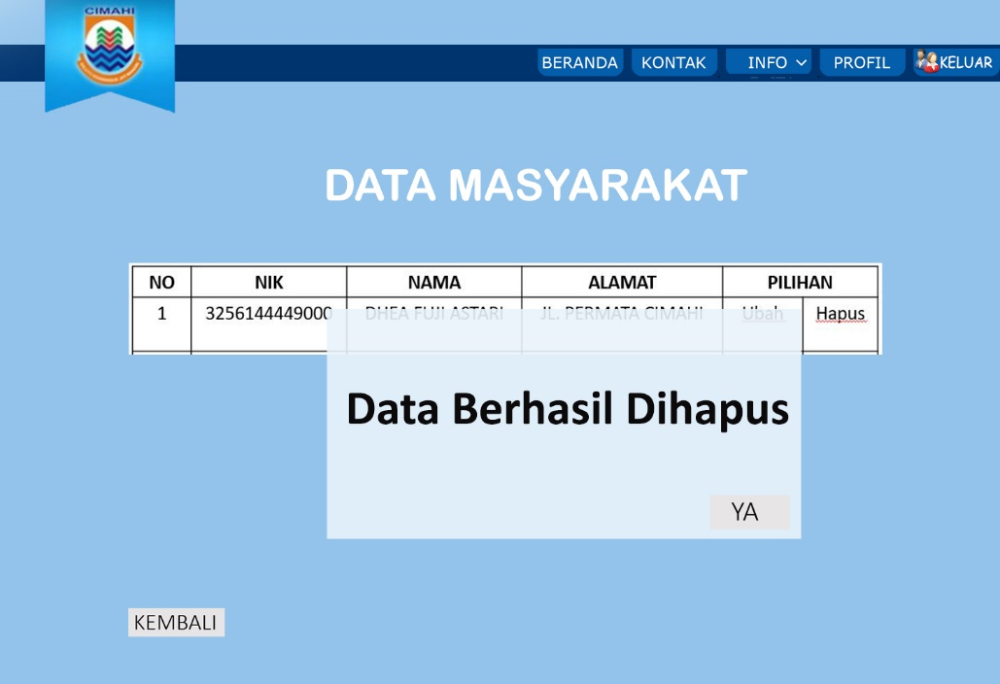 CIMAHI
BERANDA KONTAK INFO PROFIL KELUAR
DATA MASYARAKAT
NO NIK NAMA ALAMAT PILIHAN
1 3256144449000 DHEA FUJI ASTARI JL. PERMATA CIMAHI Ubah Hapus
Data Berhasil Dihapus
YA
KEMBALI